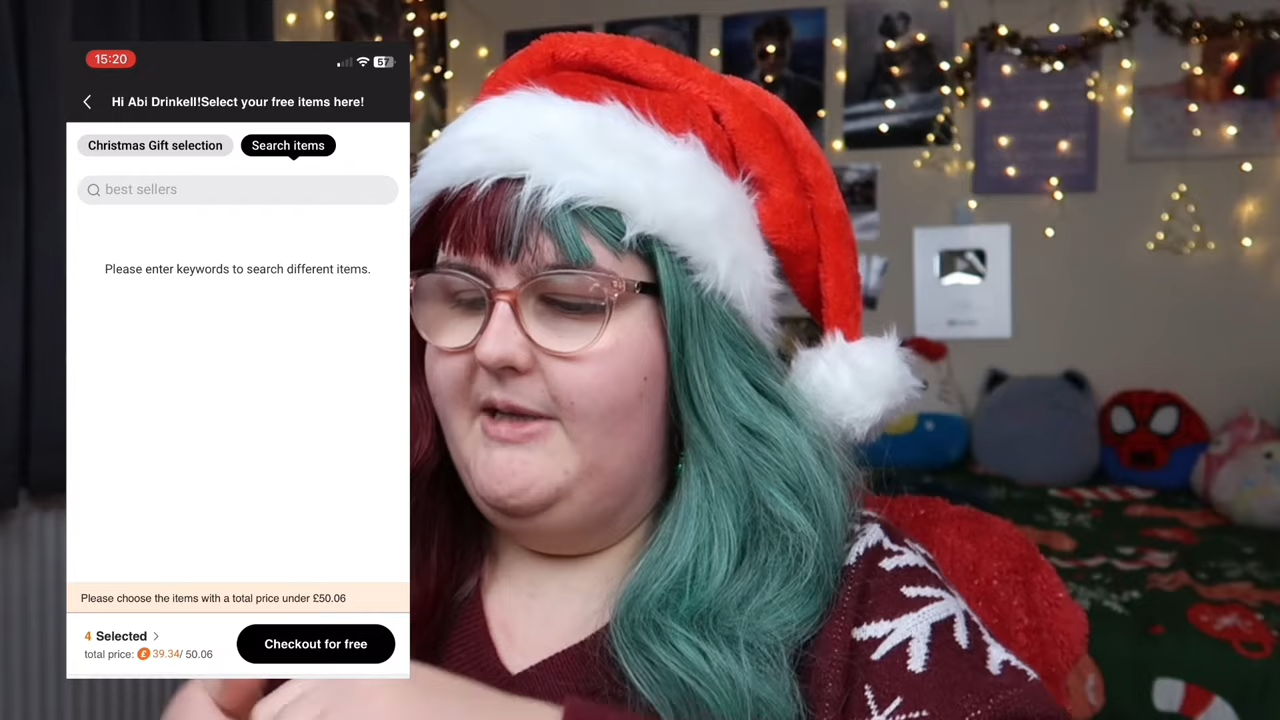 15:20
57
Hi Abi Drinkell!Select your free items here!
Christmas Gift selection
Search items
best sellers
Please enter keywords to search different items.
Please choose the items with a total price under £50.06
4 Selected >
total price: £ 39.34/ 50.06
Checkout for free